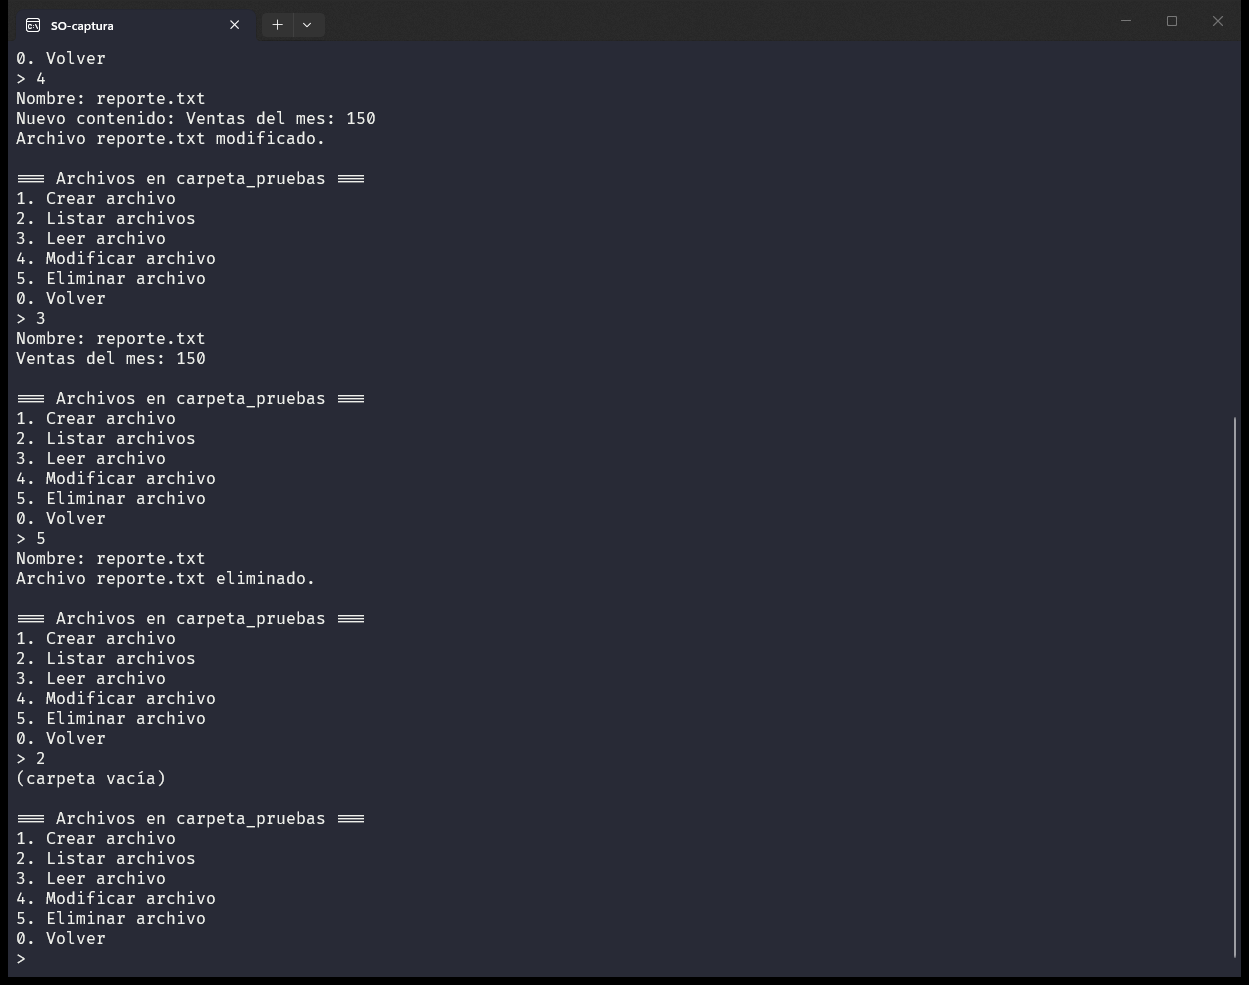 SO-captura
0. Volver
> 4
Nombre: reporte.txt
Nuevo contenido: Ventas del mes: 150
Archivo reporte.txt modificado.
=== Archivos en carpeta_pruebas ===
1. Crear archivo
2. Listar archivos
3. Leer archivo
4. Modificar archivo
5. Eliminar archivo
0. Volver
> 3
Nombre: reporte.txt
Ventas del mes: 150
=== Archivos en carpeta_pruebas ===
1. Crear archivo
2. Listar archivos
3. Leer archivo
4. Modificar archivo
5. Eliminar archivo
0. Volver
> 5
Nombre: reporte.txt
Archivo reporte.txt eliminado.
=== Archivos en carpeta_pruebas ===
1. Crear archivo
2. Listar archivos
3. Leer archivo
4. Modificar archivo
5. Eliminar archivo
0. Volver
> 2
(carpeta vacía)
=== Archivos en carpeta_pruebas ===
1. Crear archivo
2. Listar archivos
3. Leer archivo
4. Modificar archivo
5. Eliminar archivo
0. Volver
>